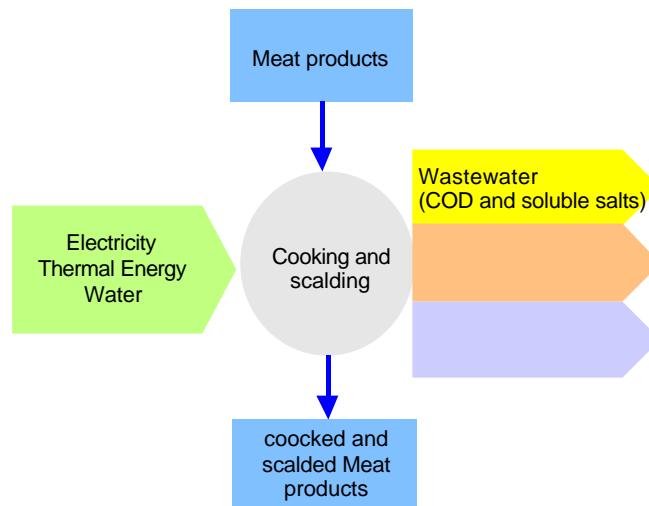 Meat products
Wastewater
(COD and soluble salts)
Electricity
Thermal Energy
Water
Cooking and
scalding
coocked and
scalded Meat
products